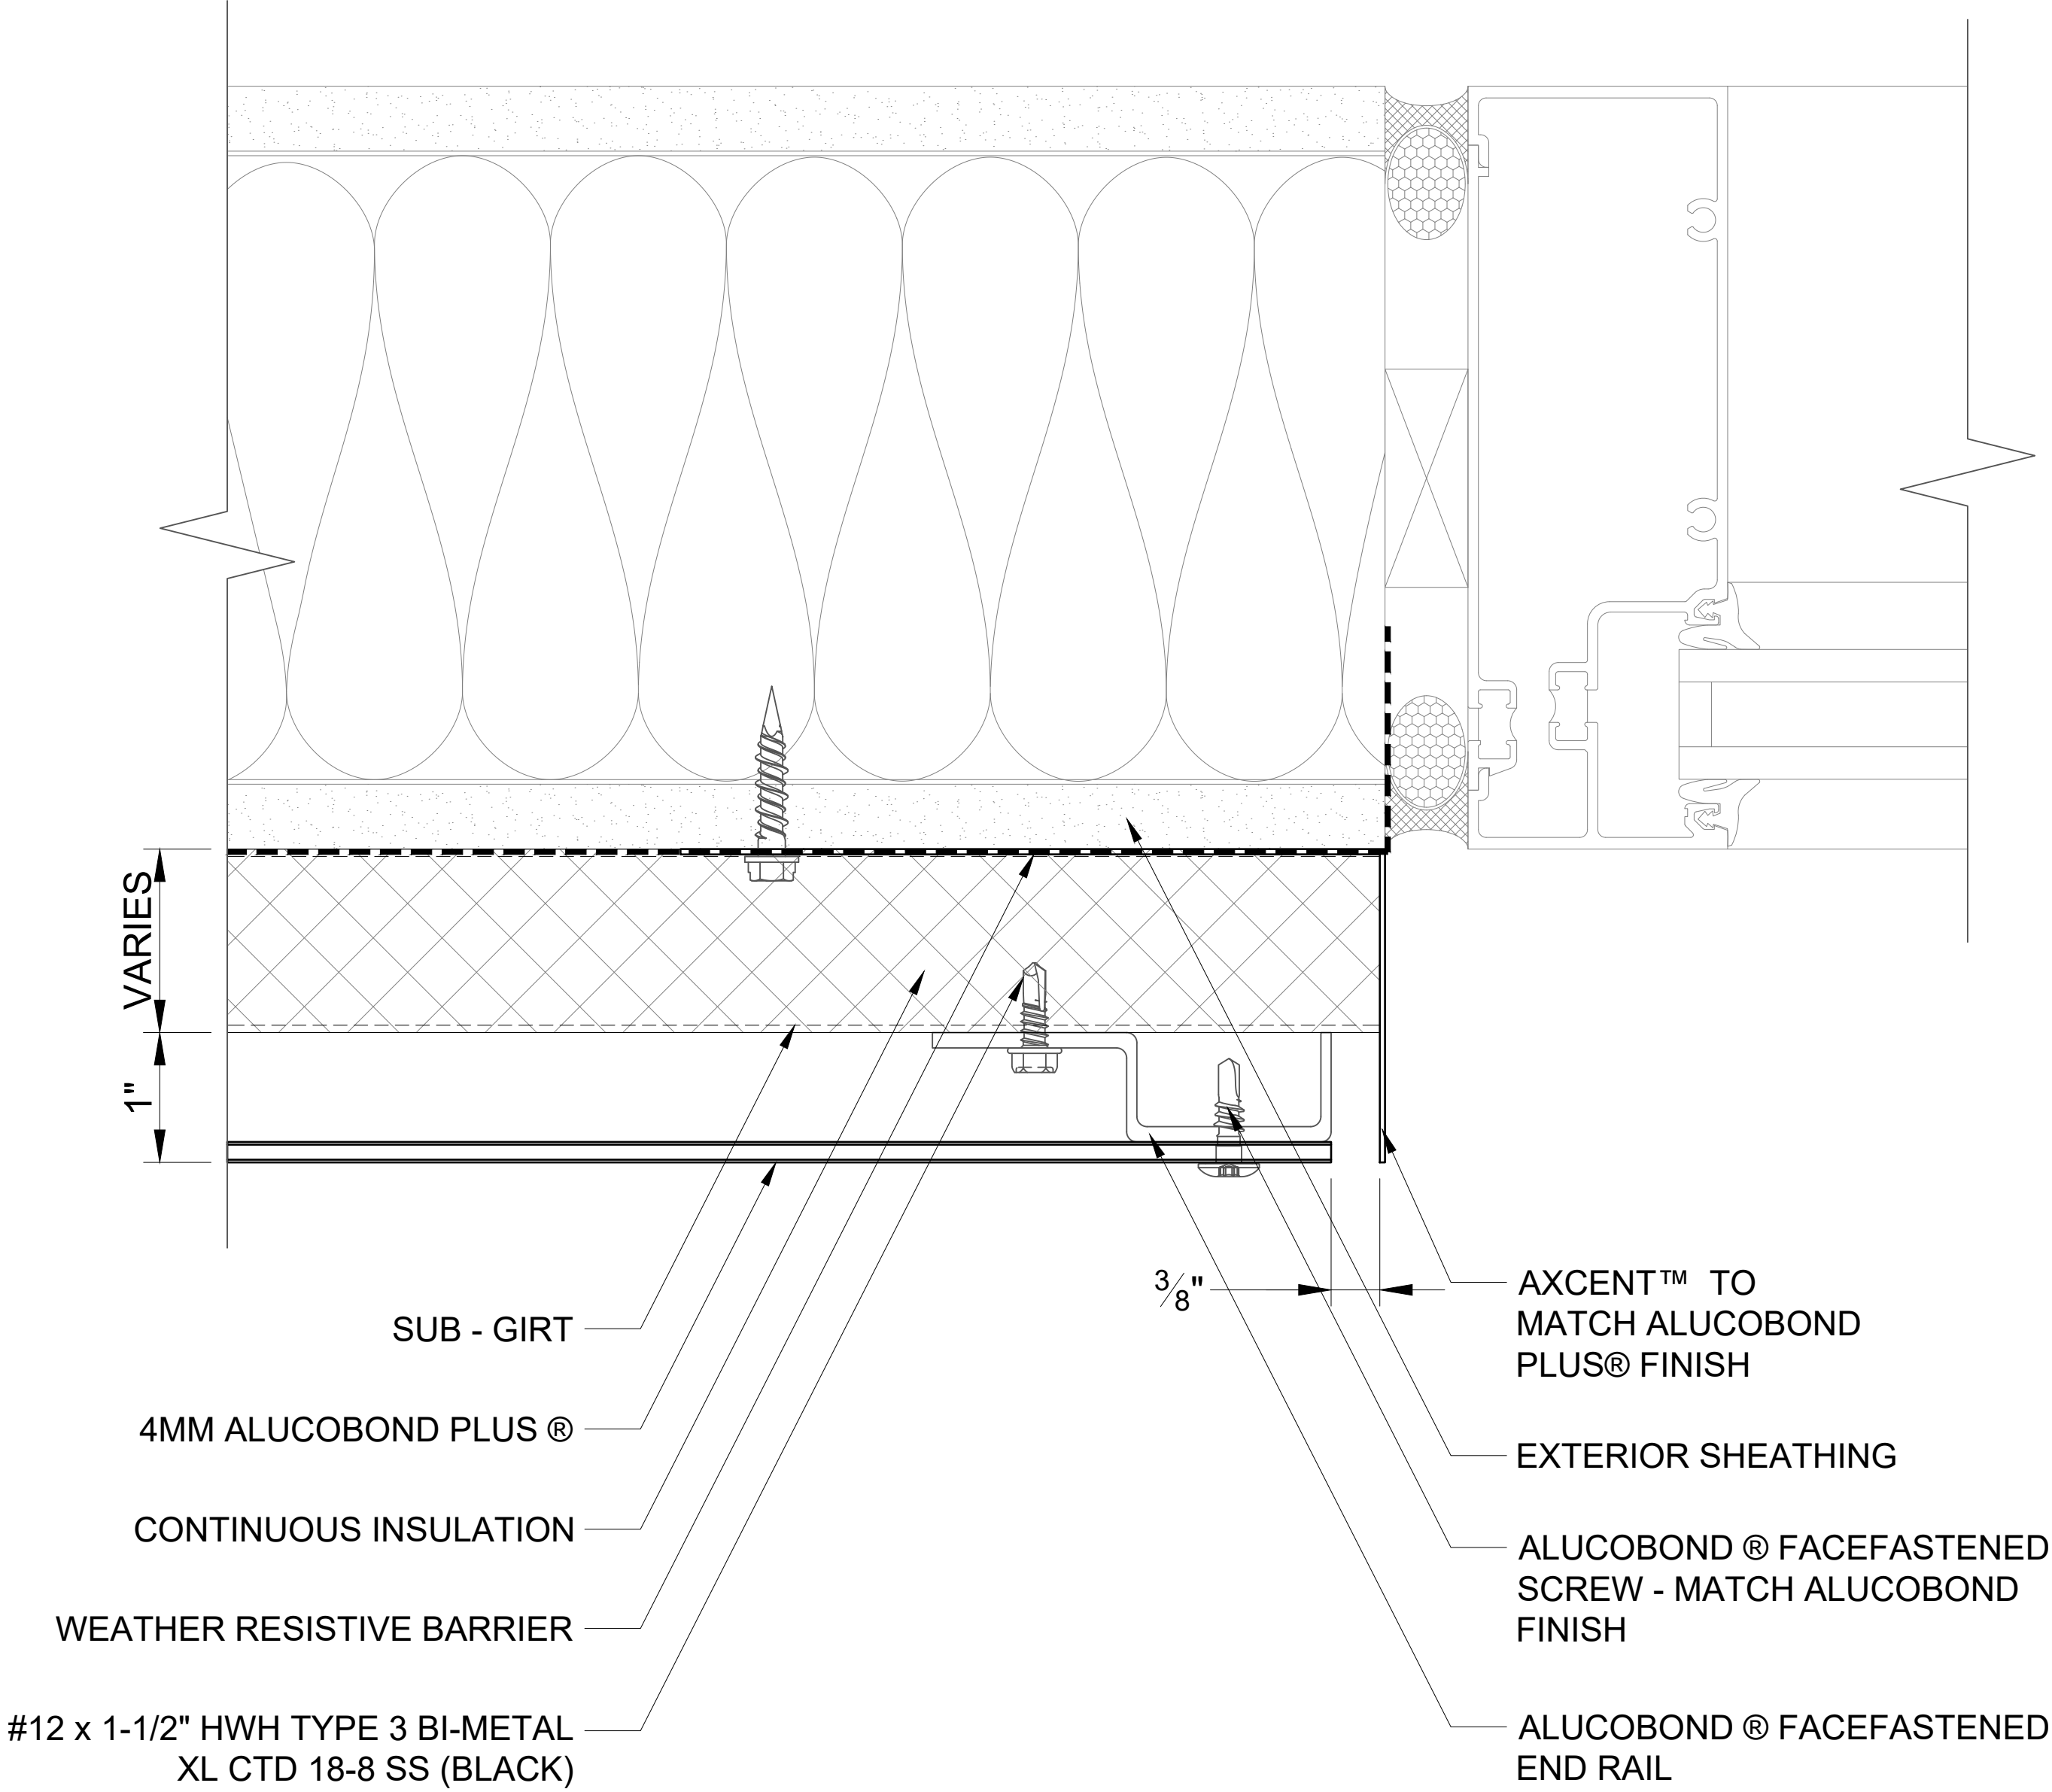 VARIES
1"
3/8"
SUB - GIRT
4MM ALUCOBOND PLUS ®
CONTINUOUS INSULATION
WEATHER RESISTIVE BARRIER
#12 x 1-1/2" HWH TYPE 3 BI-METAL
XL CTD 18-8 SS (BLACK)
AXCENT™ TO
MATCH ALUCOBOND
PLUS® FINISH
EXTERIOR SHEATHING
ALUCOBOND ® FACEFASTENED
SCREW - MATCH ALUCOBOND
FINISH
ALUCOBOND ® FACEFASTENED
END RAIL